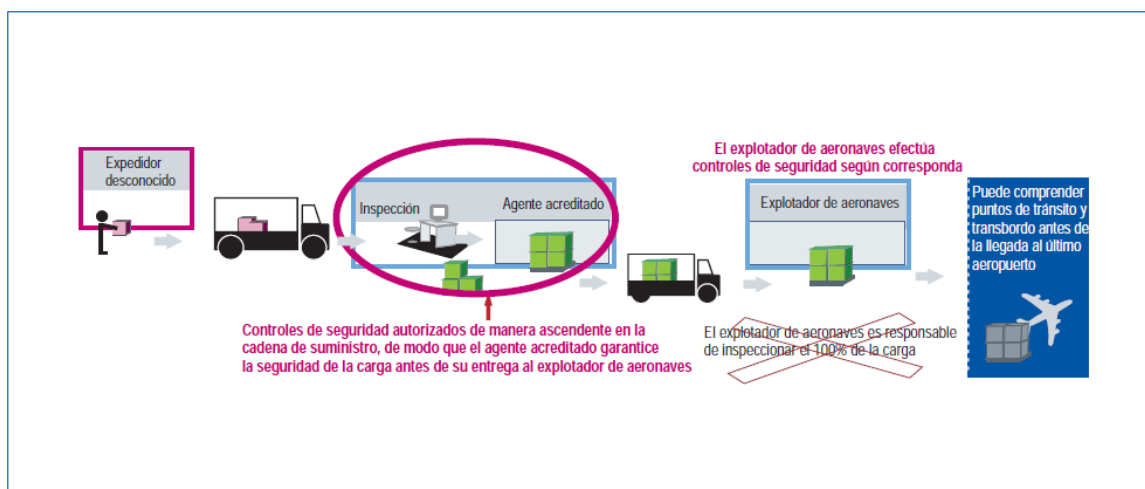 Expedidor
desconocido
Inspección
Agente acreditado
Controles de seguridad autorizados de manera ascendente en la
cadena de suministro, de modo que el agente acreditado garantice
la seguridad de la carga antes de su entrega al explotador de aeronaves
El explotador de aeronaves efectúa
controles de seguridad según corresponda
Explotador de aeronaves
El explotador de aeronaves es responsable
de inspeccionar el 100% de la carga
Puede comprender
puntos de tránsito y
transbordo antes de
la llegada al último
aeropuerto